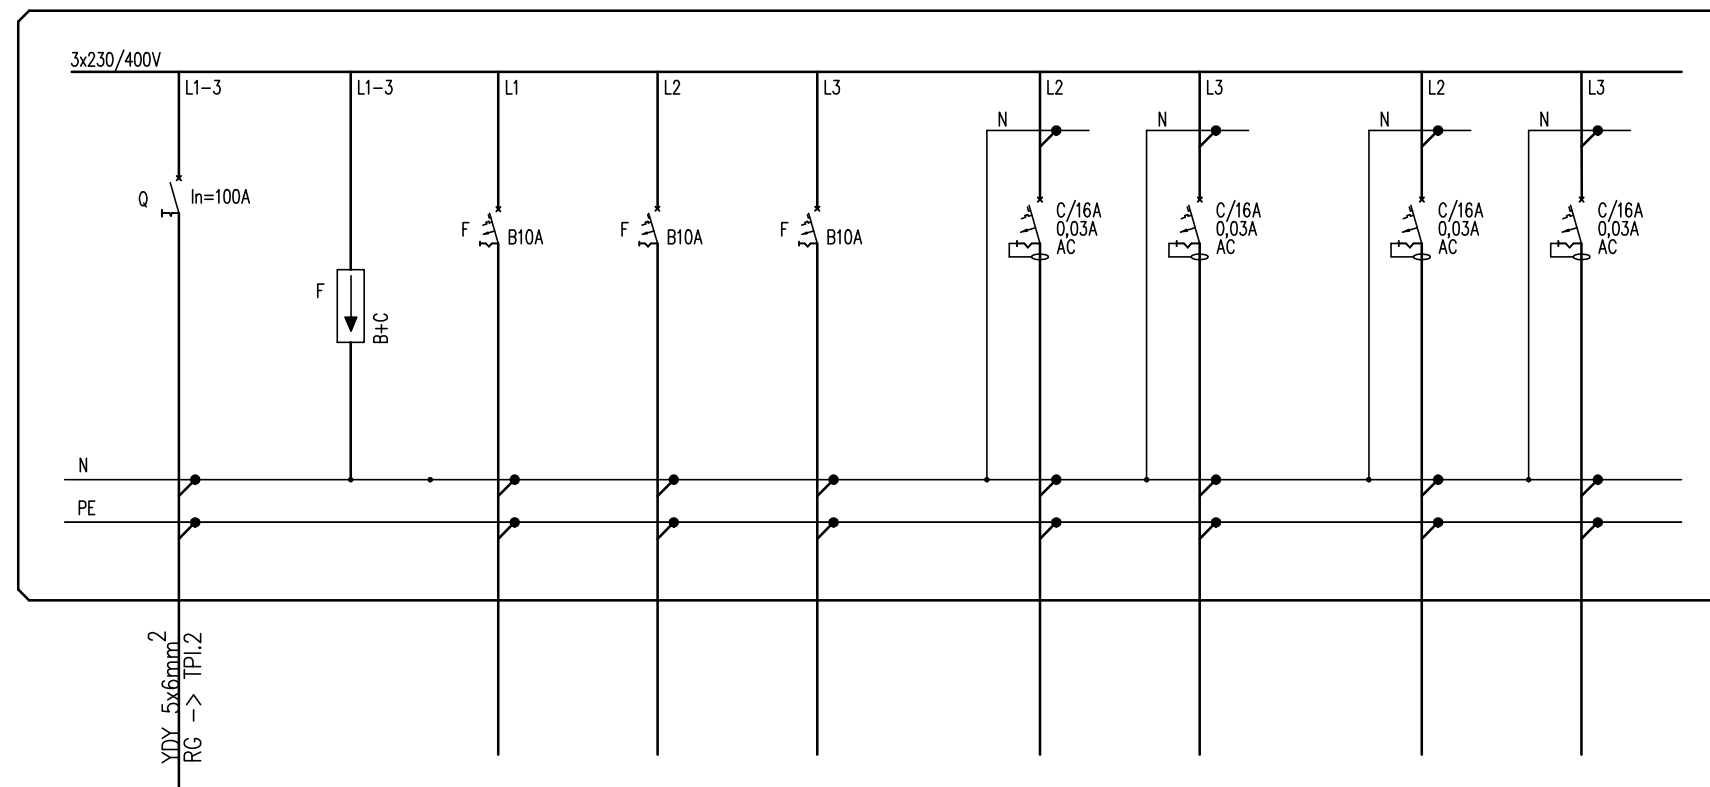 3x230/400V
L1-3
L1-3
L1
L2
L3
L2
L3
L2
L3
N
N
N
N
Q
In=100A
F
B10A
F
B10A
F
B10A
C/16A
0,03A
AC
C/16A
0,03A
AC
C/16A
0,03A
AC
C/16A
0,03A
AC
F
B+C
N
PE
YDY 5x6mm²
RG -> TPI.2